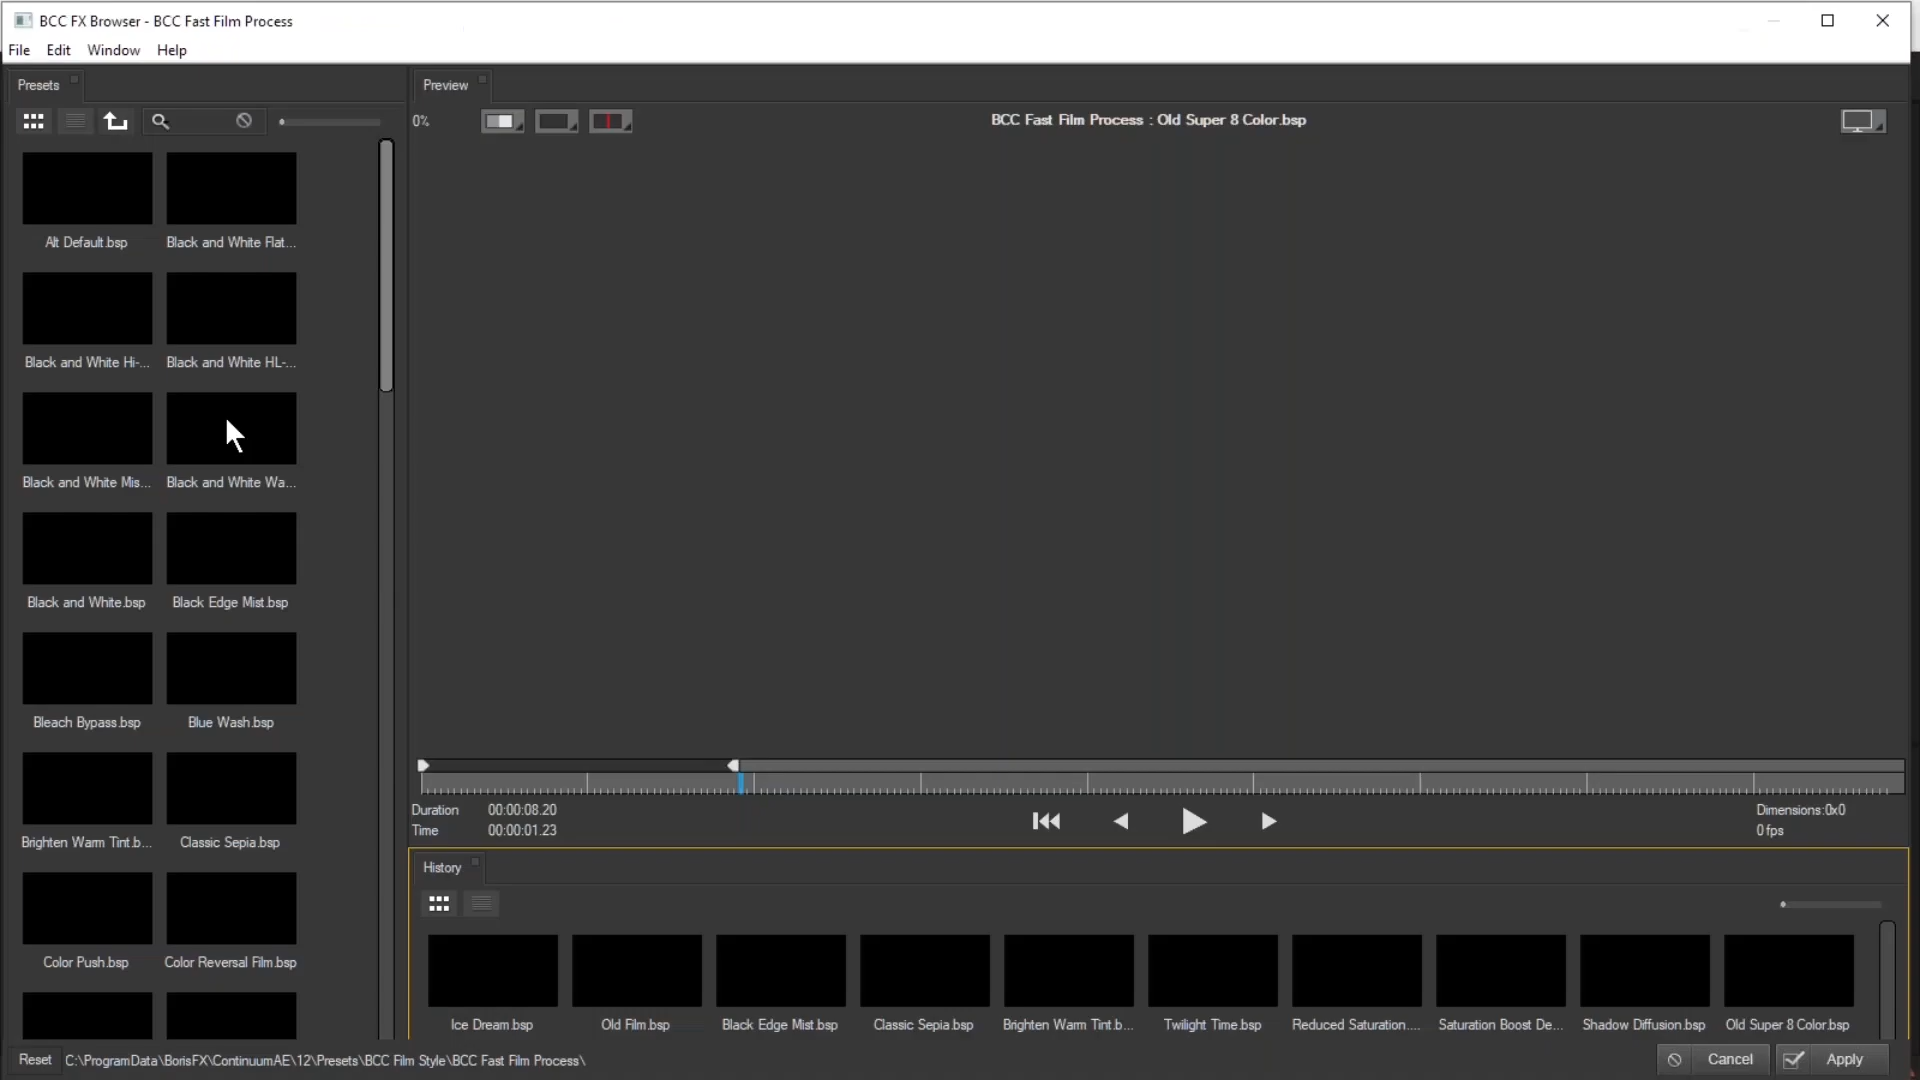 BCC FX Browser - BCC Fast Film Process
File Edit Window Help
Presets
Preview
0%
BCC Fast Film Process : Old Super 8 Color.bsp
Alt Default.bsp Black and White Flat...
Black and White Hi-... Black and White HL-...
Black and White Mis... Black and White Wa...
Black and White.bsp Black Edge Mist.bsp
Bleach Bypass.bsp Blue Wash.bsp
Brighten Warm Tint.b... Classic Sepia.bsp
Color Push.bsp Color Reversal Film.bsp
Duration 00:00:08.20
Time 00:00:01.23
Dimensions:0x0
0 fps
History
Ice Dream.bsp Old Film.bsp Black Edge Mist.bsp Classic Sepia.bsp Brighten Warm Tint.b... Twilight Time.bsp Reduced Saturation.... Saturation Boost De... Shadow Diffusion.bsp Old Super 8 Color.bsp
Reset C:\ProgramData\BorisFX\ContinuumAE\12\Presets\BCC Film Style\BCC Fast Film Process\
Cancel Apply